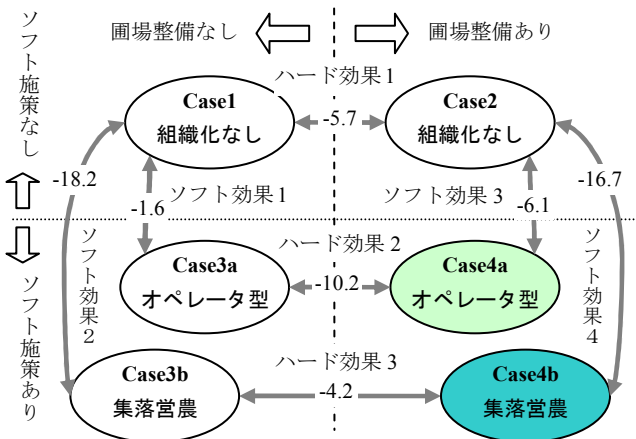 圃場整備なし
圃場整備あり
ソフト施策なし
ハード効果1
Case1
組織化なし
-5.7
Case2
組織化なし
-18.2
ソフト効果1
-1.6
ソフト効果3
-6.1
-16.7
ソフト施策あり
ソフト効果2
ハード効果2
Case3a
オペレータ型
-10.2
Case4a
オペレータ型
ソフト効果4
ハード効果3
Case3b
集落営農
-4.2
Case4b
集落営農